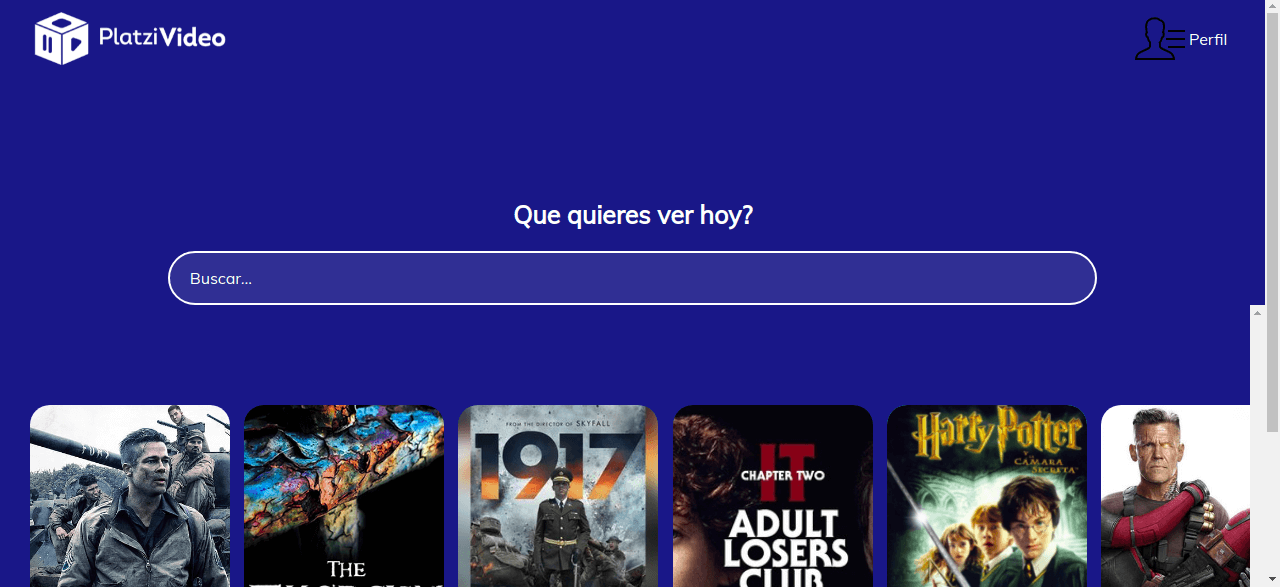 PlatziVideo
Perfil
Que quieres ver hoy?
Buscar...
FURY
FROM THE DIRECTOR OF SKYFALL
1917
IT
CHAPTER TWO
ADULT
LOSERS
CLUB
Harry Potter
Y LA
CÁMARA
SECRETA
THE